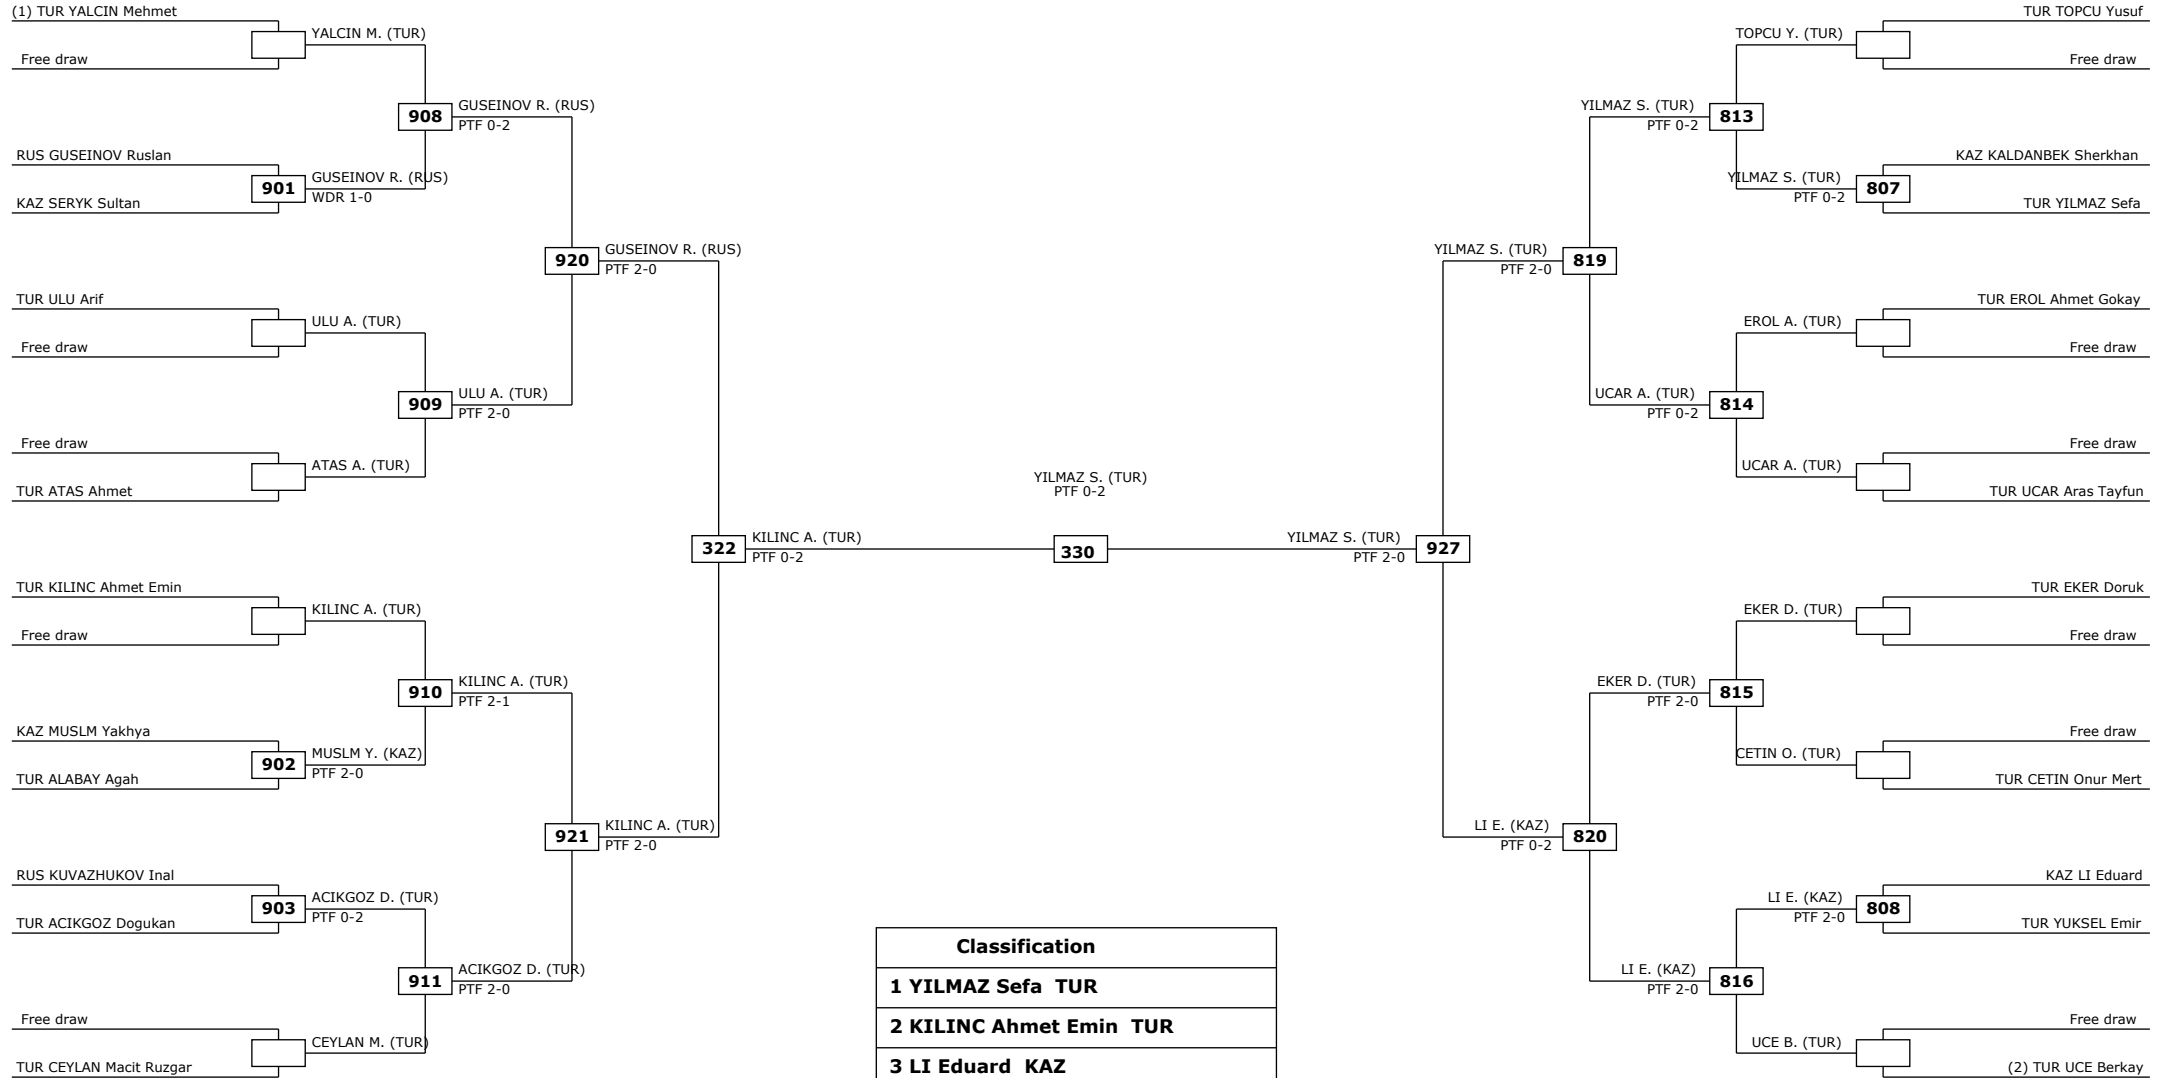 (1) TUR YALCIN Mehmet
YALCIN M. (TUR)
Free draw
908
GUSEINOV R. (RUS)
PTF 0-2
RUS GUSEINOV Ruslan
901
GUSEINOV R. (RUS)
WDR 1-0
KAZ SERYK Sultan
920
GUSEINOV R. (RUS)
PTF 2-0
TUR ULU Arif
ULU A. (TUR)
Free draw
909
ULU A. (TUR)
PTF 2-0
Free draw
ATAS A. (TUR)
TUR ATAS Ahmet
322
KILINC A. (TUR)
PTF 0-2
TUR KILINC Ahmet Emin
KILINC A. (TUR)
Free draw
910
KILINC A. (TUR)
PTF 2-1
KAZ MUSLM Yakhya
902
MUSLM Y. (KAZ)
PTF 2-0
TUR ALABAY Agah
921
KILINC A. (TUR)
PTF 2-0
RUS KUVAZHUKOV Inal
903
ACIKGOZ D. (TUR)
PTF 0-2
TUR ACIKGOZ Dogukan
911
ACIKGOZ D. (TUR)
PTF 2-0
Free draw
CEYLAN M. (TUR)
TUR CEYLAN Macit Ruzgar
YILMAZ S. (TUR)
PTF 0-2
330
TUR TOPCU Yusuf
TOPCU Y. (TUR)
Free draw
YILMAZ S. (TUR)
PTF 0-2
813
KAZ KALDANBEK Sherkhan
YILMAZ S. (TUR)
PTF 0-2
807
TUR YILMAZ Sefa
YILMAZ S. (TUR)
PTF 2-0
819
TUR EROL Ahmet Gokay
EROL A. (TUR)
Free draw
UCAR A. (TUR)
PTF 0-2
814
Free draw
UCAR A. (TUR)
TUR UCAR Aras Tayfun
YILMAZ S. (TUR)
PTF 2-0
927
TUR EKER Doruk
EKER D. (TUR)
Free draw
EKER D. (TUR)
PTF 2-0
815
Free draw
CETIN O. (TUR)
TUR CETIN Onur Mert
LI E. (KAZ)
PTF 0-2
820
KAZ LI Eduard
LI E. (KAZ)
PTF 2-0
808
TUR YUKSEL Emir
LI E. (KAZ)
PTF 2-0
816
Free draw
UCE B. (TUR)
(2) TUR UCE Berkay
Classification
1 YILMAZ Sefa TUR
2 KILINC Ahmet Emin TUR
3 LI Eduard KAZ